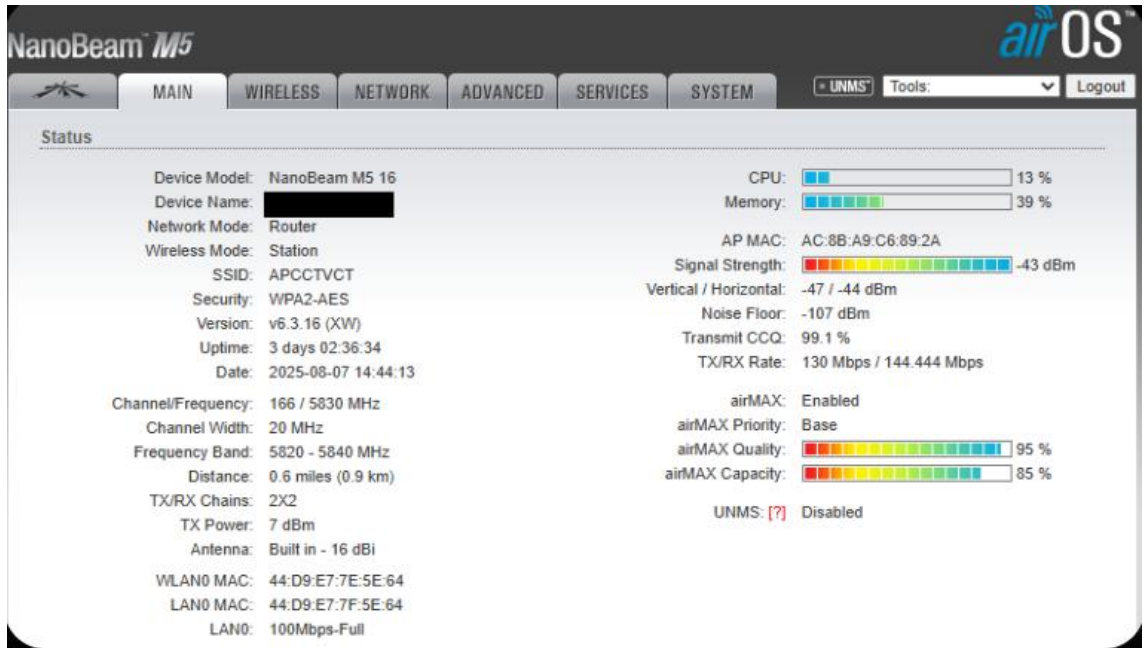 NanoBeam™ M5
airOS™
MAIN
WIRELESS
NETWORK
ADVANCED
SERVICES
SYSTEM
UNMS™
Tools:
Logout
Status
Device Model: NanoBeam M5 16
Device Name:
Network Mode: Router
Wireless Mode: Station
SSID: APCCTVCT
Security: WPA2-AES
Version: v6.3.16 (XW)
Uptime: 3 days 02:36:34
Date: 2025-08-07 14:44:13
Channel/Frequency: 166 / 5830 MHz
Channel Width: 20 MHz
Frequency Band: 5820 - 5840 MHz
Distance: 0.6 miles (0.9 km)
TX/RX Chains: 2X2
TX Power: 7 dBm
Antenna: Built in - 16 dBi
WLAN0 MAC: 44:D9:E7:7E:5E:64
LAN0 MAC: 44:D9:E7:7F:5E:64
LAN0: 100Mbps-Full
CPU: 13 %
Memory: 39 %
AP MAC: AC:8B:A9:C6:89:2A
Signal Strength: -43 dBm
Vertical / Horizontal: -47 / -44 dBm
Noise Floor: -107 dBm
Transmit CCQ: 99.1 %
TX/RX Rate: 130 Mbps / 144.444 Mbps
airMAX: Enabled
airMAX Priority: Base
airMAX Quality: 95 %
airMAX Capacity: 85 %
UNMS: [?] Disabled